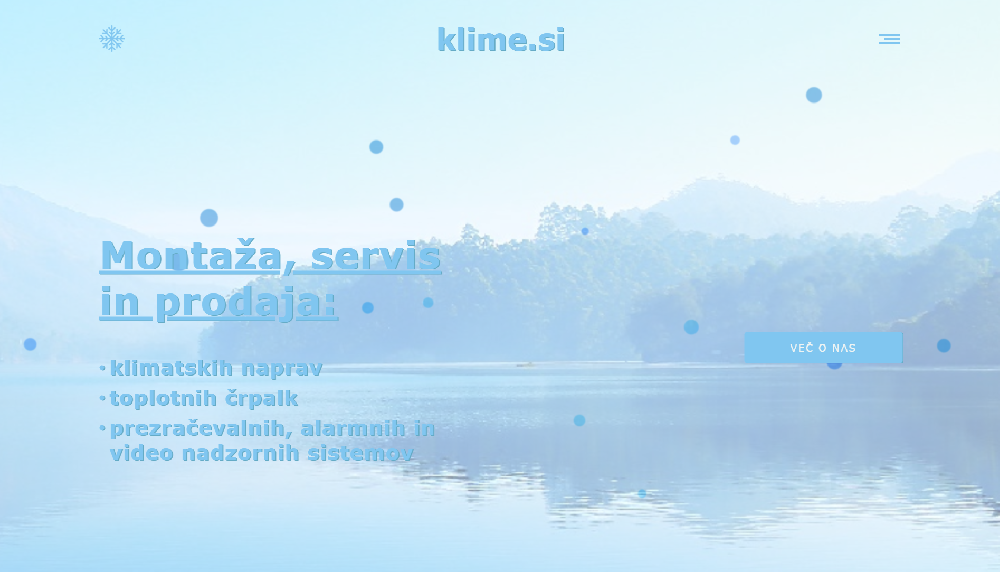 klime.si
Montaža, servis
in prodaja:
• klimatskih naprav
• toplotnih črpalk
• prezračevalnih, alarmnih in
video nadzornih sistemov
VEČ O NAS